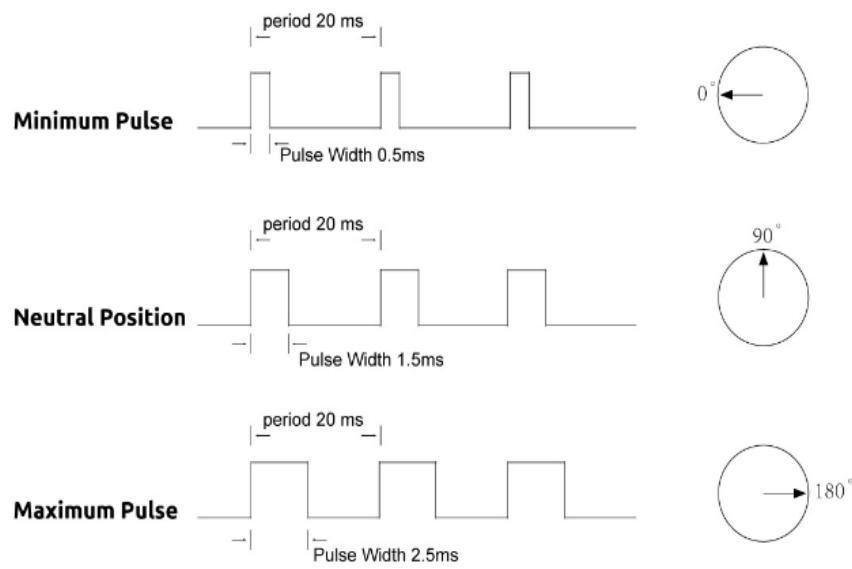 period 20 ms
0°
Minimum Pulse
Pulse Width 0.5ms
period 20 ms
90°
Neutral Position
Pulse Width 1.5ms
period 20 ms
180°
Maximum Pulse
Pulse Width 2.5ms